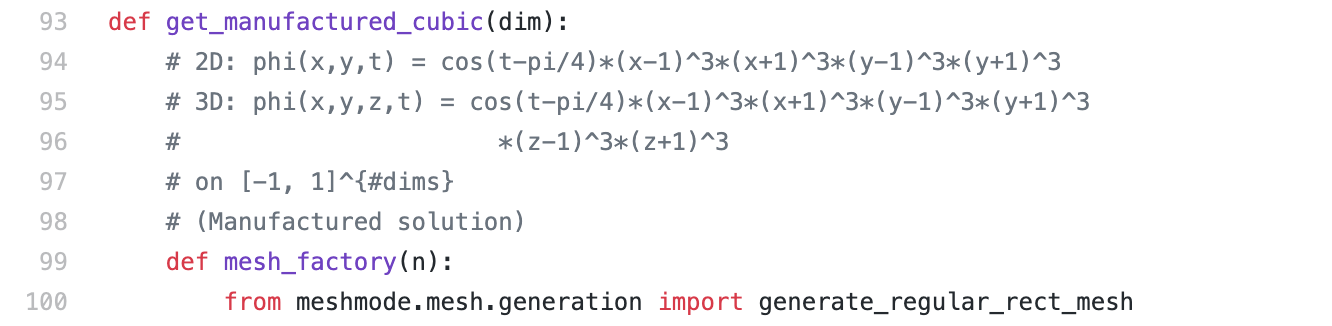 93 def get_manufactured_cubic(dim):
94 # 2D: phi(x,y,t) = cos(t-pi/4)*(x-1)^3*(x+1)^3*(y-1)^3*(y+1)^3
95 # 3D: phi(x,y,z,t) = cos(t-pi/4)*(x-1)^3*(x+1)^3*(y-1)^3*(y+1)^3
96 # *(z-1)^3*(z+1)^3
97 # on [-1, 1]^{#dims}
98 # (Manufactured solution)
99 def mesh_factory(n):
100 from meshmode.mesh.generation import generate_regular_rect_mesh